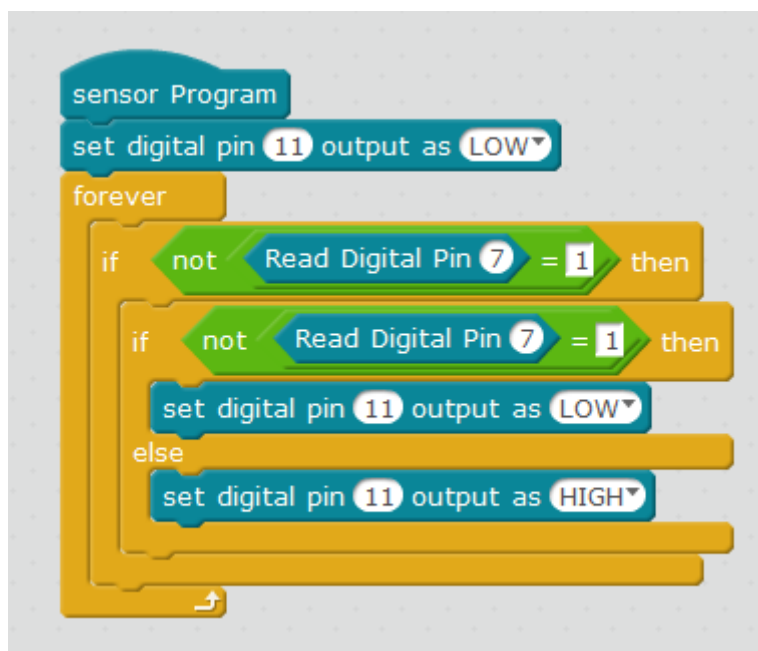 sensor Program
set digital pin 11 output as LOW
forever
if not Read Digital Pin 7 = 1 then
if not Read Digital Pin 7 = 1 then
set digital pin 11 output as LOW
else
set digital pin 11 output as HIGH